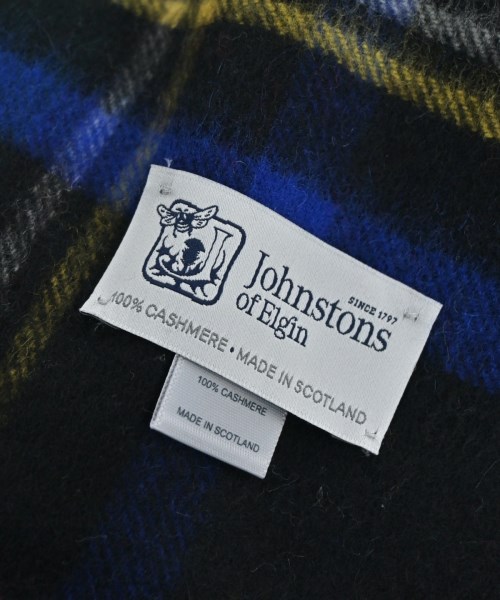 Johnstons
of Elgin
SINCE 1797
100% CASHMERE • MADE IN SCOTLAND
100% CASHMERE
MADE IN SCOTLAND